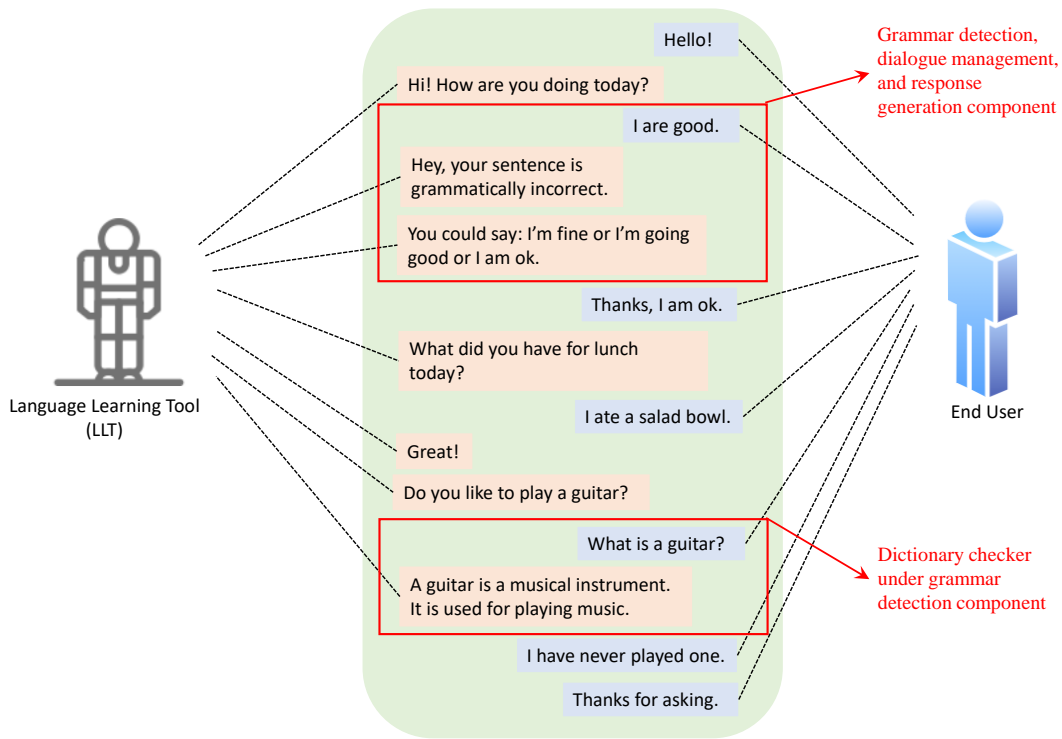 Hello!
Grammar detection,
dialogue management,
and response
generation component
Hi! How are you doing today?
I are good.
Hey, your sentence is
grammatically incorrect.
You could say: I'm fine or I'm going
good or I am ok.
Thanks, I am ok.
What did you have for lunch
today?
Language Learning Tool
(LLT)
I ate a salad bowl.
End User
Great!
Do you like to play a guitar?
What is a guitar?
A guitar is a musical instrument.
It is used for playing music.
Dictionary checker
under grammar
detection component
I have never played one.
Thanks for asking.